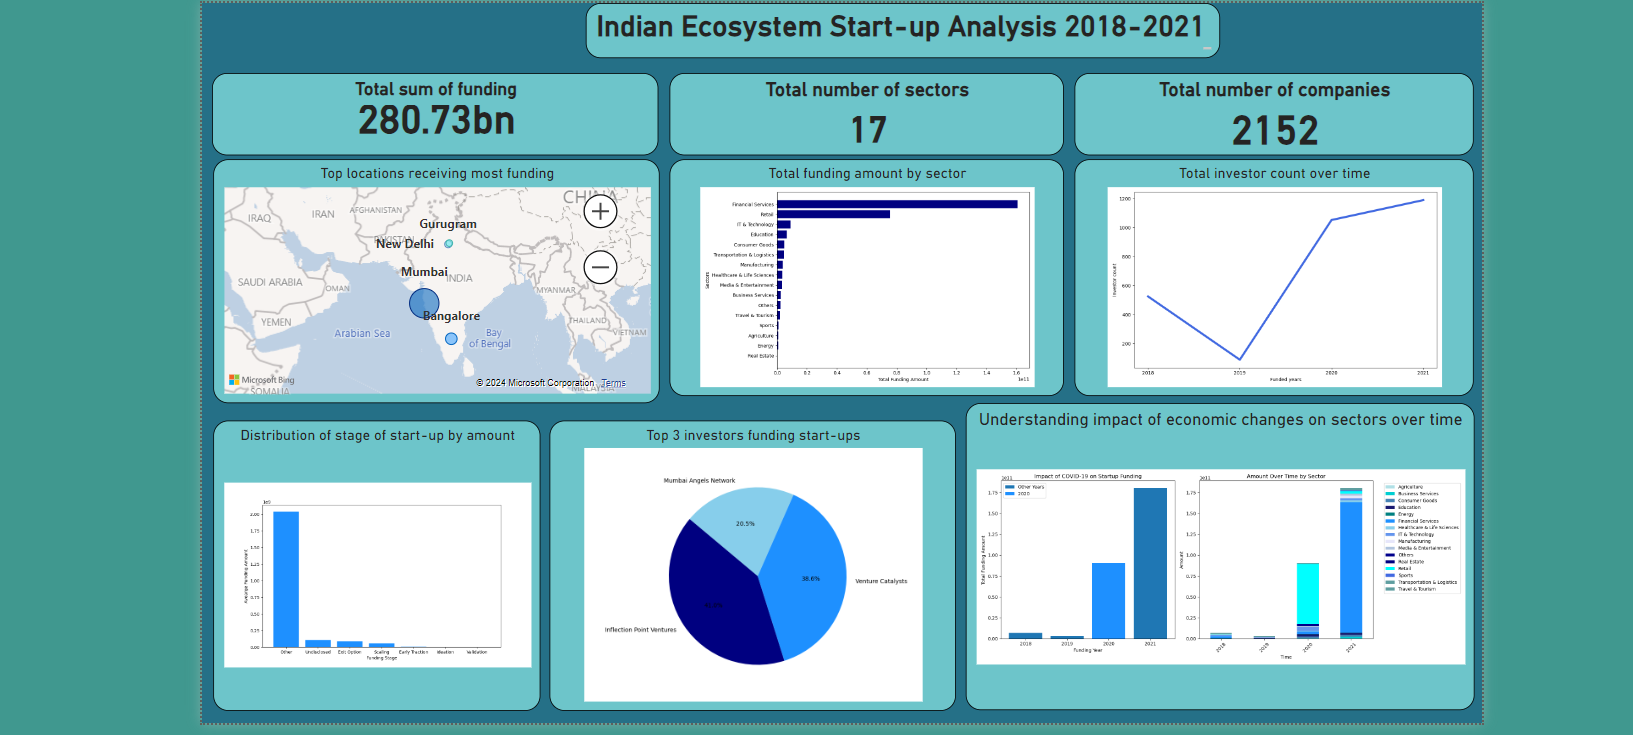 Indian Ecosystem Start-up Analysis 2018-2021
Total sum of funding
280.73bn
Total number of sectors
17
Total number of companies
2152
Top locations receiving most funding
CHINA
IRAQ
IRAN
AFGHANISTAN
Gurugram
PAKISTAN
New Delhi
Mumbai
INDIA
SAUDI ARABIA
OMAN
MYANMAR
Bangalore
YEMEN
Arabian Sea
Bay
of Bengal
THAILAND
VIETNAM
Microsoft Bing
© 2024 Microsoft Corporation
Terms
SOMALIA
MALAYSIA
Total funding amount by sector
Sectors
Financial Services
Retail
IT & Technology
Education
Consumer Goods
Transportation & Logistics
Manufacturing
Healthcare & Life Sciences
Media & Entertainment
Business Services
Others
Travel & Tourism
Sports
Agriculture
Energy
Real Estate
0.0 0.2 0.4 0.6 0.8 1.0 1.2 1.4 1.6
1e11
Total Funding Amount
Total investor count over time
Investor count
1200
1000
800
600
400
200
2018 2019 2020 2021
Funded years
Distribution of stage of start-up by amount
1e9
Average Funding Amount
2.00
1.75
1.50
1.25
1.00
0.75
0.50
0.25
0.00
Other Undisclosed Exit Option Scaling Early Traction Ideation Validation
Funding Stage
Top 3 investors funding start-ups
Mumbai Angels Network
20.5%
38.6%
Venture Catalysts
Inflection Point Ventures
Understanding impact of economic changes on sectors over time
Impact of COVID-19 on Startup Funding
1e11
Other Years
2020
Total Funding Amount
1.75
1.50
1.25
1.00
0.75
0.50
0.25
0.00
2018 2019 2020 2021
Funding Year
Amount Over Time by Sector
1e11
Amount
1.75
1.50
1.25
1.00
0.75
0.50
0.25
0.00
2018 2019 2020 2021
Time
Agriculture
Business Services
Consumer Goods
Education
Energy
Financial Services
Healthcare & Life Sciences
IT & Technology
Manufacturing
Media & Entertainment
Others
Real Estate
Retail
Sports
Transportation & Logistics
Travel & Tourism